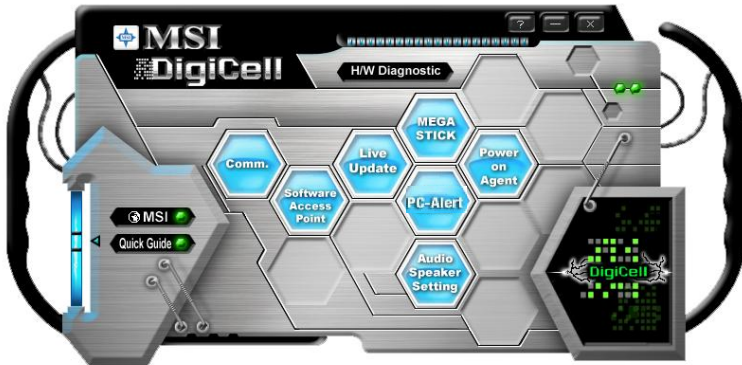 ?
MSI
DigiCell
H/W Diagnostic
MEGA
STICK
Comm.
Live
Update
Power
on
Agent
Software
Access
Point
PC-Alert
MSI
Quick Guide
Audio
Speaker
Setting
DigiCell